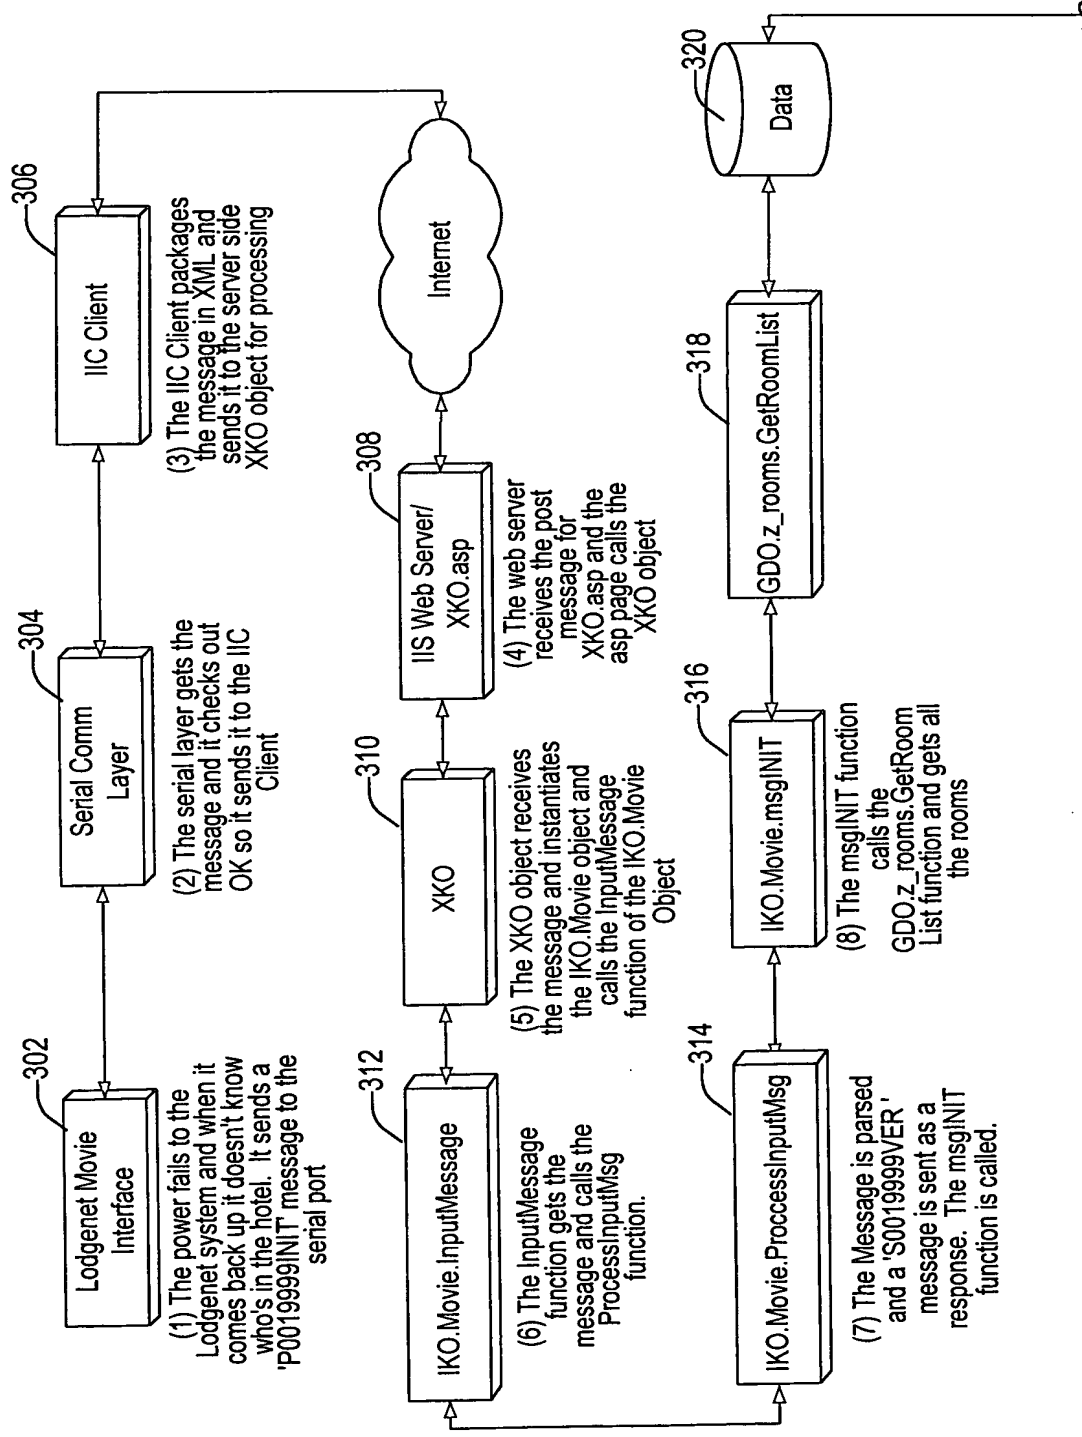 302
Lodgenet Movie
Interface
(1) The power fails to the
Lodgenet system and when it
comes back up it doesn't know
who's in the hotel. It sends a
'P0019999INIT' message to the
serial port
304
Serial Comm
Layer
(2) The serial layer gets the
message and it checks out
OK so it sends it to the IIC
Client
306
IIC Client
(3) The IIC Client packages
the message in XML and
sends it to the server side
XKO object for processing
Internet
308
IIS Web Server/
XKO.asp
(4) The web server
receives the post
message for
XKO.asp and the
asp page calls the
XKO object
310
XKO
(5) The XKO object receives
the message and instantiates
the IKO.Movie object and
calls the InputMessage
function of the IKO.Movie
Object
312
IKO.Movie.InputMessage
(6) The InputMessage
function gets the
message and calls the
ProcessInputMsg
function.
314
IKO.Movie.ProccessInputMsg
(7) The Message is parsed
and a 'S0019999VER '
message is sent as a
response. The msgINIT
function is called.
316
IKO.Movie.msgINIT
(8) The msgINIT function
calls the
GDO.z_rooms.GetRoom
List function and gets all
the rooms
318
GDO.z_rooms.GetRoomList
320
Data